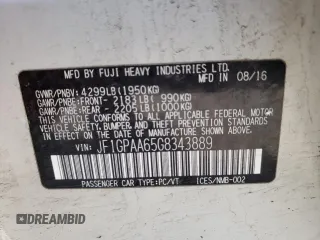 MFD BY FUJI HEAVY INDUSTRIES LTD.
GVWR/PNBV: 4299LB(1950KG) MFD IN 08/16
GAWR/PNBE:FRONT- 2183LB( 990KG)
GAWR/PNBE:REAR - 2205LB(1000KG)
THIS VEHICLE CONFORMS TO ALL APPLICABLE
FEDERAL MOTOR VEHICLE
SAFETY, BUMPER, AND THEFT PREVENTION
STANDARDS IN EFFECT ON THE DATE OF
MANUFACTURE SHOWN ABOVE.
VIN: JF1GPAA65G8343889
PASSENGER CAR TYPE:PC/VT ICES/NMB-002
© DREAMBID.COM.UA